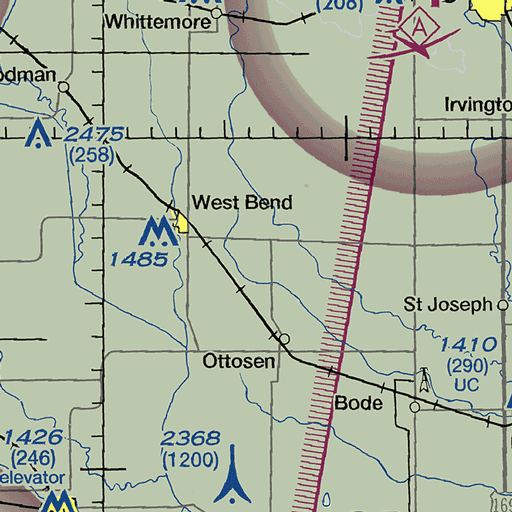 (208)
Whittemore
A
odman
Irvingto
2475
(258)
West Bend
1485
St Joseph
1410
(290)
UC
Ottosen
Bode
1426
(246)
elevator
2368
(1200)
169